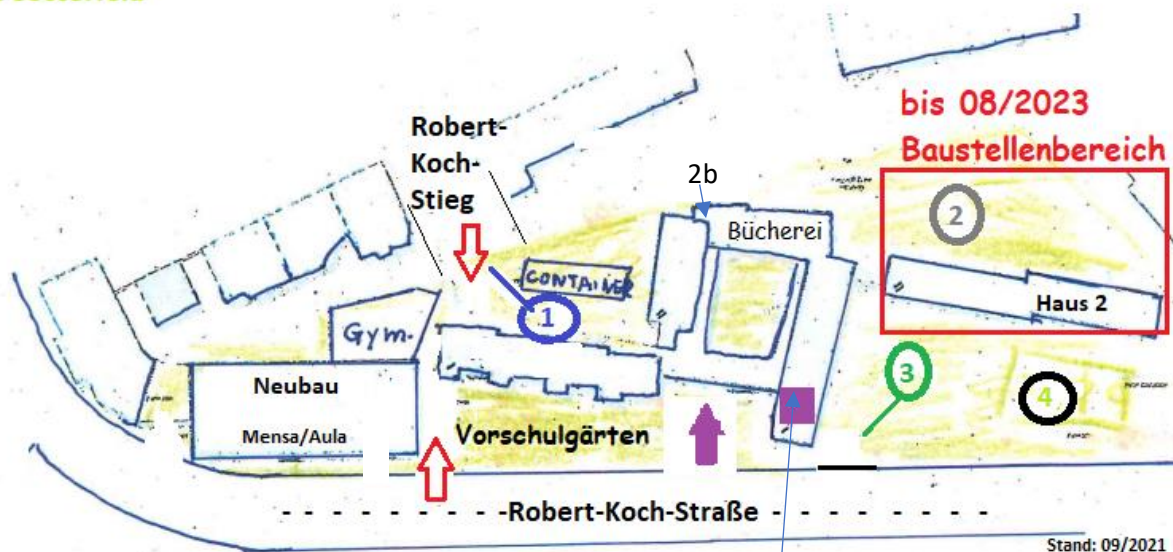 bis 08/2023
Baustellenbereich
Robert-
Koch-
Stieg
2b
Bücherei
2
CONTAINER
1
Haus 2
Gym.
3
Neubau
4
Mensa/Aula
Vorschulgärten
- - - - - - - - -Robert-Koch-Straße - - - - - - - -
Stand: 09/2021